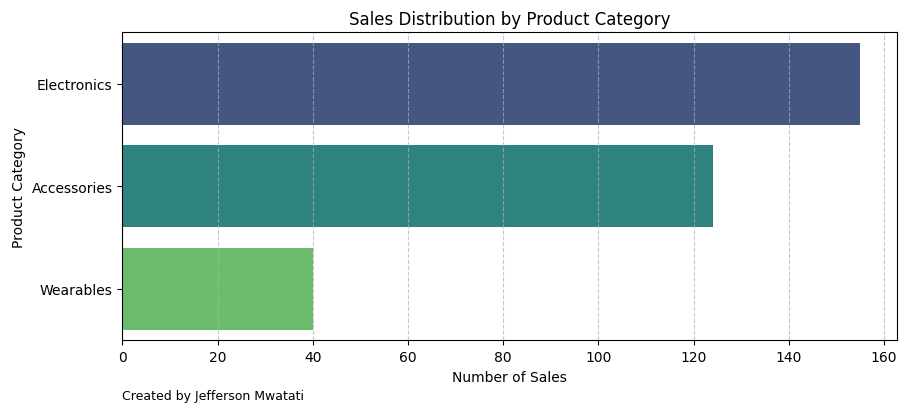 Sales Distribution by Product Category
Product Category
Electronics
Accessories
Wearables
0 20 40 60 80 100 120 140 160
Number of Sales
Created by Jefferson Mwatati